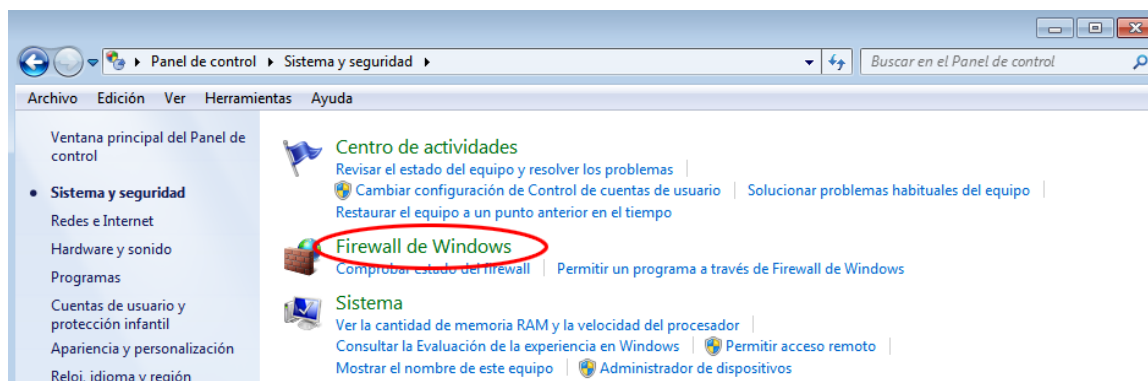 Panel de control Sistema y seguridad Buscar en el Panel de control
Archivo Edición Ver Herramientas Ayuda
Ventana principal del Panel de
control
Sistema y seguridad
Redes e Internet
Hardware y sonido
Programas
Cuentas de usuario y
protección infantil
Apariencia y personalización
Reloj, idioma y región
Centro de actividades
Revisar el estado del equipo y resolver los problemas
Cambiar configuración de Control de cuentas de usuario Solucionar problemas habituales del equipo
Restaurar el equipo a un punto anterior en el tiempo
Firewall de Windows
Comprobar estado del firewall Permitir un programa a través de Firewall de Windows
Sistema
Ver la cantidad de memoria RAM y la velocidad del procesador
Consultar la Evaluación de la experiencia en Windows Permitir acceso remoto
Mostrar el nombre de este equipo Administrador de dispositivos